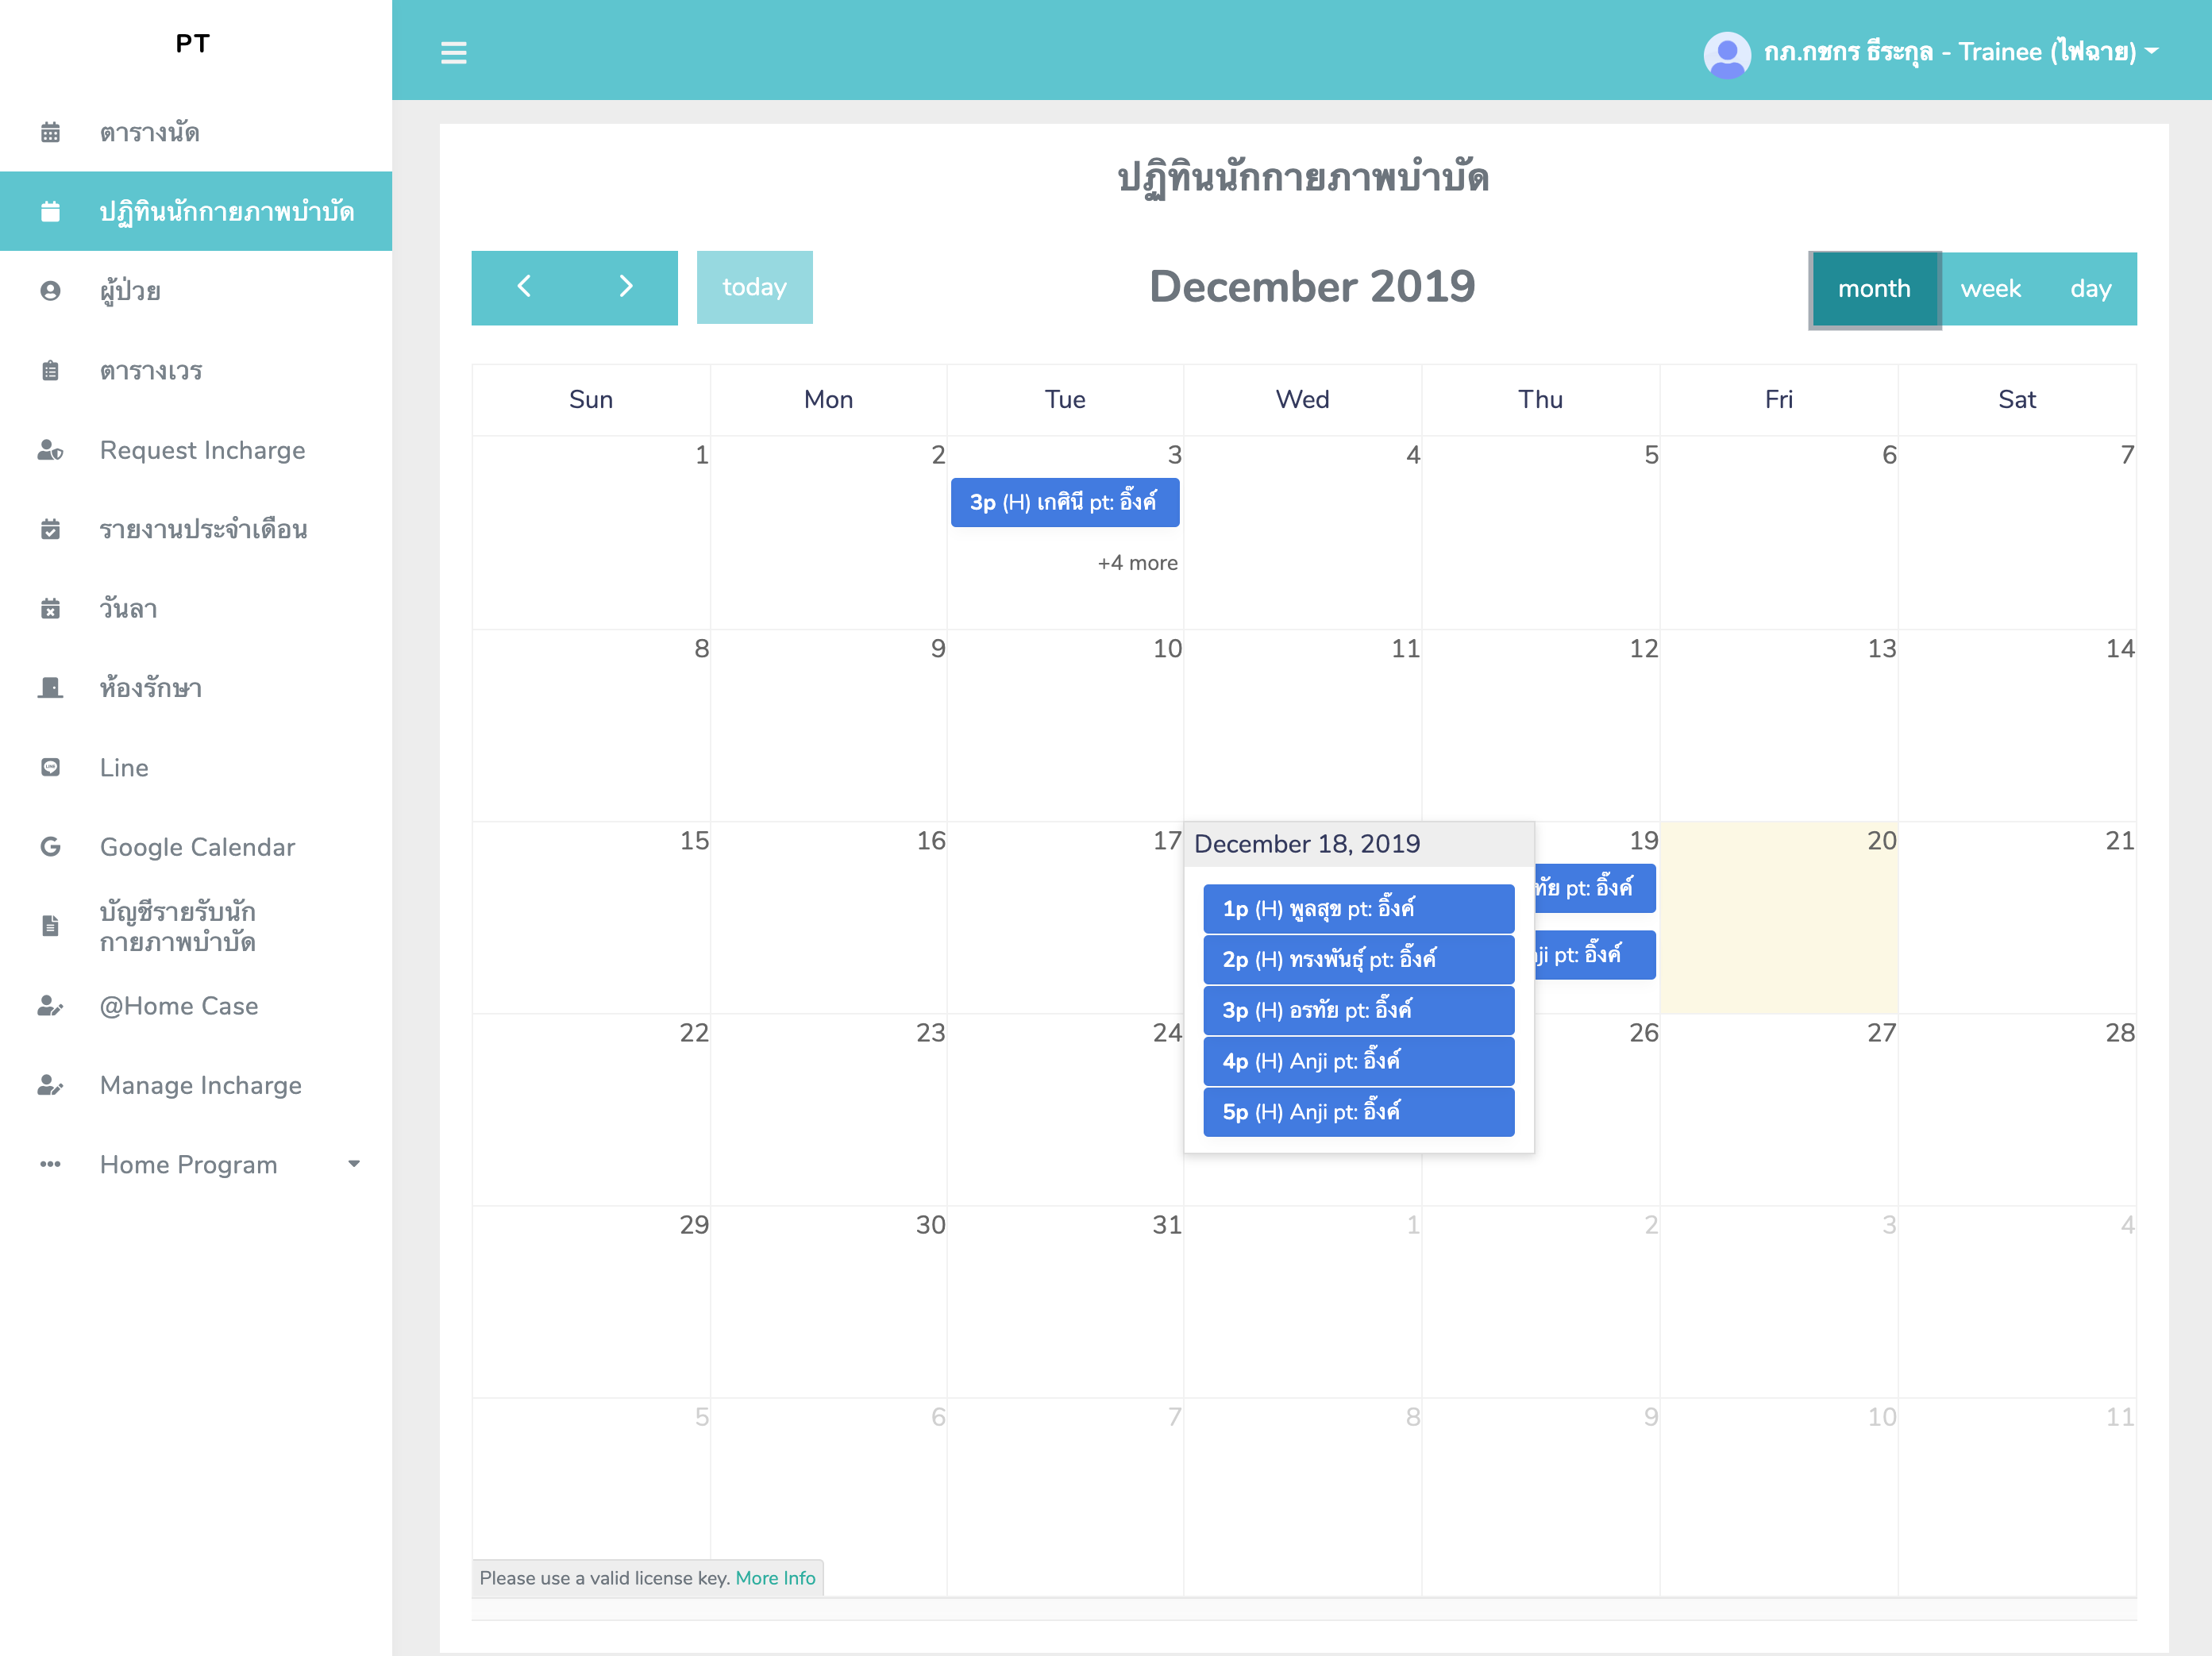 PT
กภ.กชกร ธีระกุล - Trainee (ไฟฉาย)
ตารางนัด
ปฏิทินนักกายภาพบำบัด
ผู้ป่วย
ตารางเวร
Request Incharge
รายงานประจำเดือน
วันลา
ห้องรักษา
Line
Google Calendar
บัญชีรายรับนัก
กายภาพบำบัด
@Home Case
Manage Incharge
Home Program
ปฏิทินนักกายภาพบำบัด
today
December 2019
month week day
Sun Mon Tue Wed Thu Fri Sat
1 2 3 4 5 6 7
3p (H) เกศินี pt: อิ๊งค์
+4 more
8 9 10 11 12 13 14
15 16 17 19 20 21
December 18, 2019
1p (H) พูลสุข pt: อิ๊งค์
2p (H) ทรงพันธุ์ pt: อิ๊งค์
3p (H) อรทัย pt: อิ๊งค์
4p (H) Anji pt: อิ๊งค์
5p (H) Anji pt: อิ๊งค์
pt: อิ๊งค์
pt: อิ๊งค์
22 23 24 26 27 28
29 30 31 1 2 3 4
5 6 7 8 9 10 11
Please use a valid license key. More Info